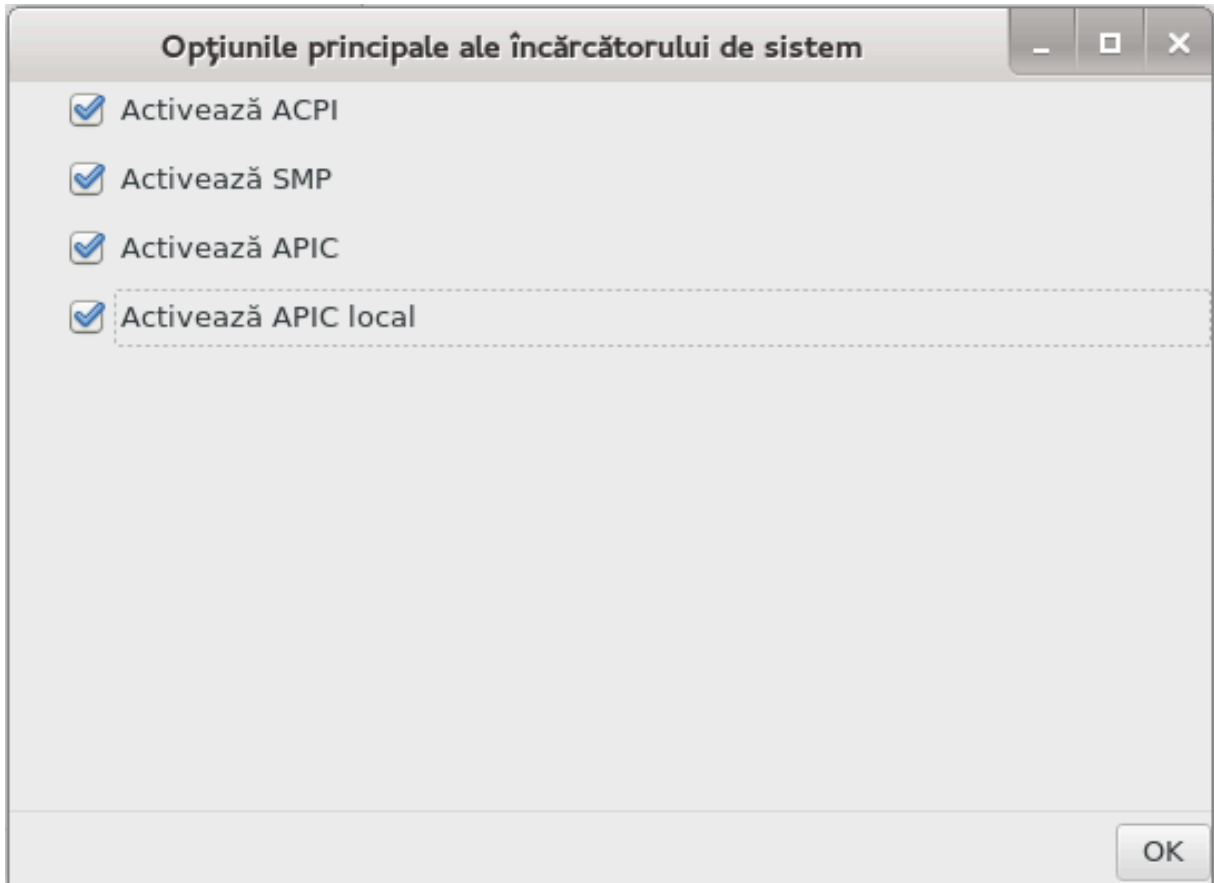 Opţiunile principale ale încărcătorului de sistem
Activează ACPI
Activează SMP
Activează APIC
Activează APIC local
OK